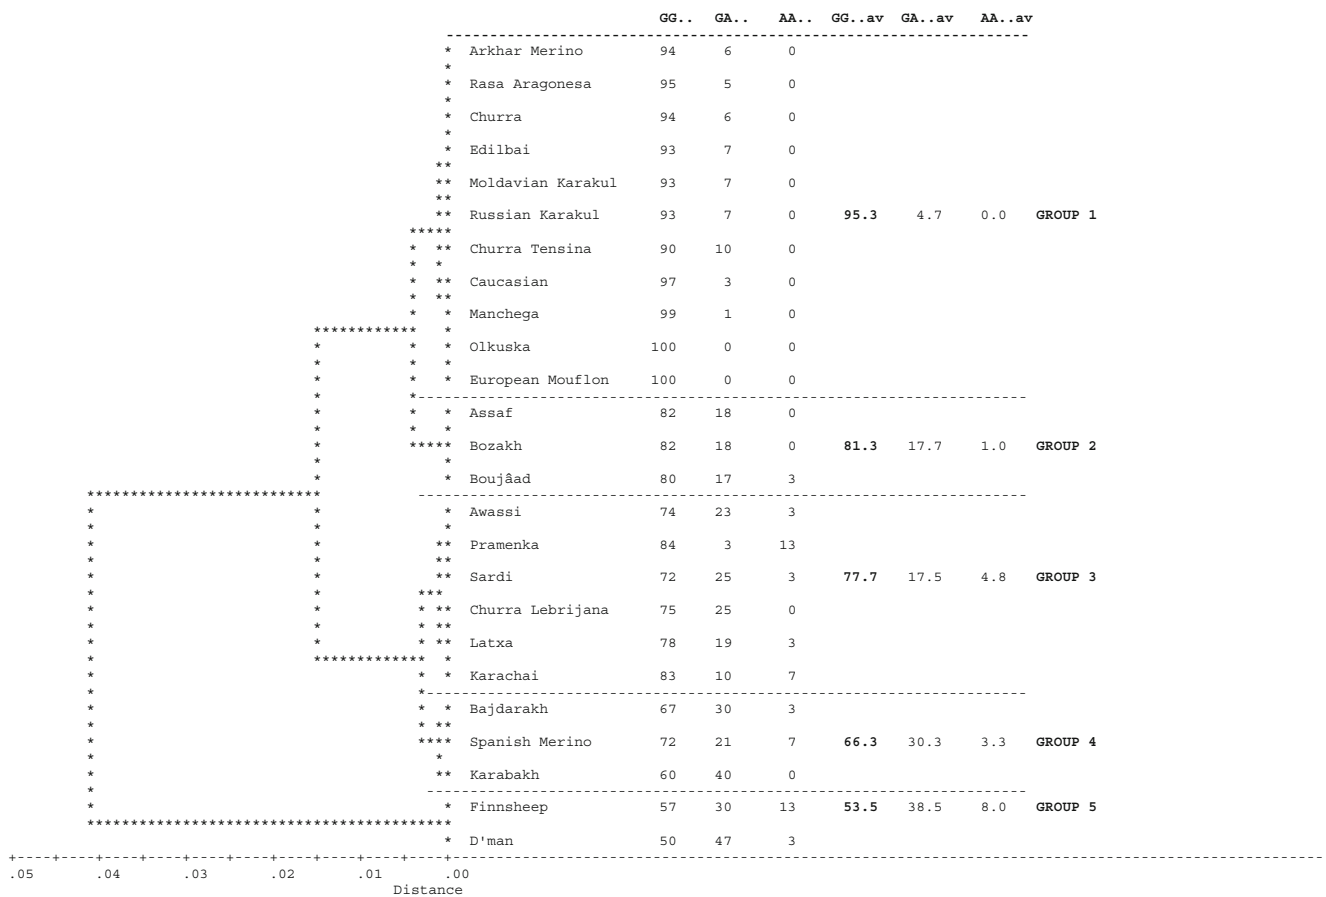 GG.. GA.. AA.. GG..av GA..av AA..av
Arkhar Merino 94 6 0
Rasa Aragonesa 95 5 0
Churra 94 6 0
Edilbai 93 7 0
Moldavian Karakul 93 7 0
Russian Karakul 93 7 0 95.3 4.7 0.0 GROUP 1
Churra Tensina 90 10 0
Caucasian 97 3 0
Manchega 99 1 0
Olkuska 100 0 0
European Mouflon 100 0 0
Assaf 82 18 0
Bozakh 82 18 0 81.3 17.7 1.0 GROUP 2
Boujâad 80 17 3
Awassi 74 23 3
Pramenka 84 3 13
Sardi 72 25 3 77.7 17.5 4.8 GROUP 3
Churra Lebrijana 75 25 0
Latxa 78 19 3
Karachai 83 10 7
Bajdarakh 67 30 3
Spanish Merino 72 21 7 66.3 30.3 3.3 GROUP 4
Karabakh 60 40 0
Finnsheep 57 30 13 53.5 38.5 8.0 GROUP 5
D'man 50 47 3
.05 .04 .03 .02 .01 .00
Distance